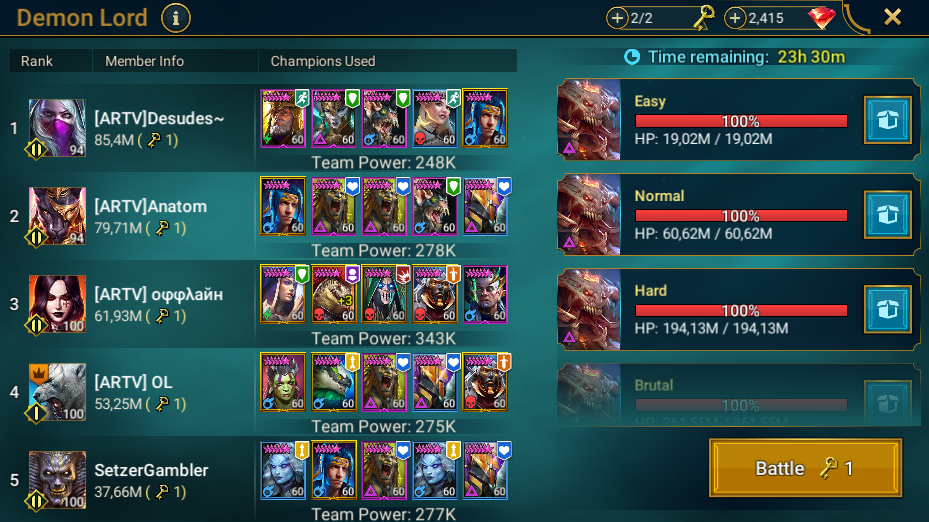 Demon Lord
2/2
2,415
Rank Member Info Champions Used
Time remaining: 23h 30m
1
94
[ARTV]Desudes~
85,4M ( 1)
60 60 60 60 60
Team Power: 248K
2
94
[ARTV]Anatom
79,71M ( 1)
60 60 60 60 60
Team Power: 278K
3
100
[ARTV] oφφλaйн
61,93M ( 1)
+3
60 60 60 60 60
Team Power: 343K
4
100
[ARTV] OL
53,25M ( 1)
60 60 60 60 60
Team Power: 275K
5
100
SetzerGambler
37,66M ( 1)
60 60 60 60 60
Team Power: 277K
Easy
100%
HP: 19,02M / 19,02M
Normal
100%
HP: 60,62M / 60,62M
Hard
100%
HP: 194,13M / 194,13M
Brutal
100%
Battle 1